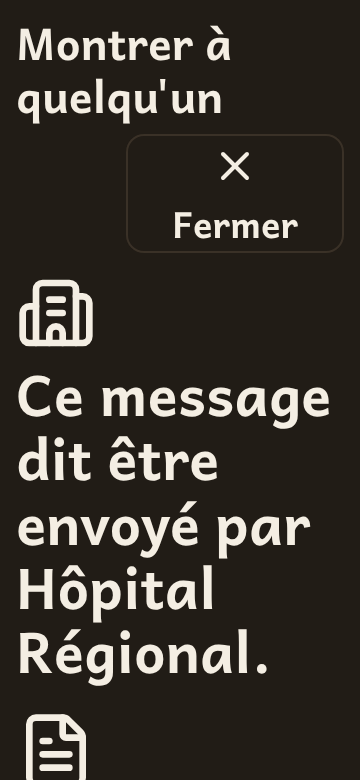 Montrer à
quelqu'un
Fermer
Ce message
dit être
envoyé par
Hôpital
Régional.